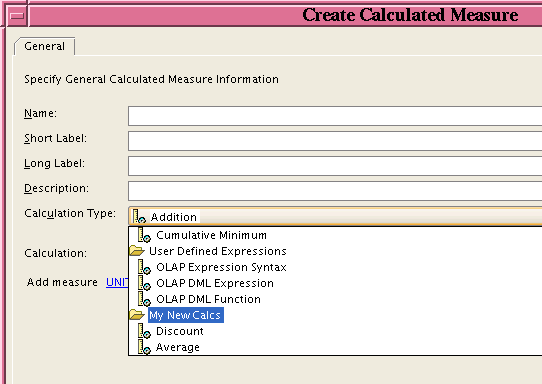 Create Calculated Measure
General
Specify General Calculated Measure Information
Name:
Short Label:
Long Label:
Description:
Calculation Type: Addition
Cumulative Minimum
User Defined Expressions
Calculation:
OLAP Expression Syntax
Add measure UNIT
OLAP DML Expression
OLAP DML Function
My New Calcs
Discount
Average